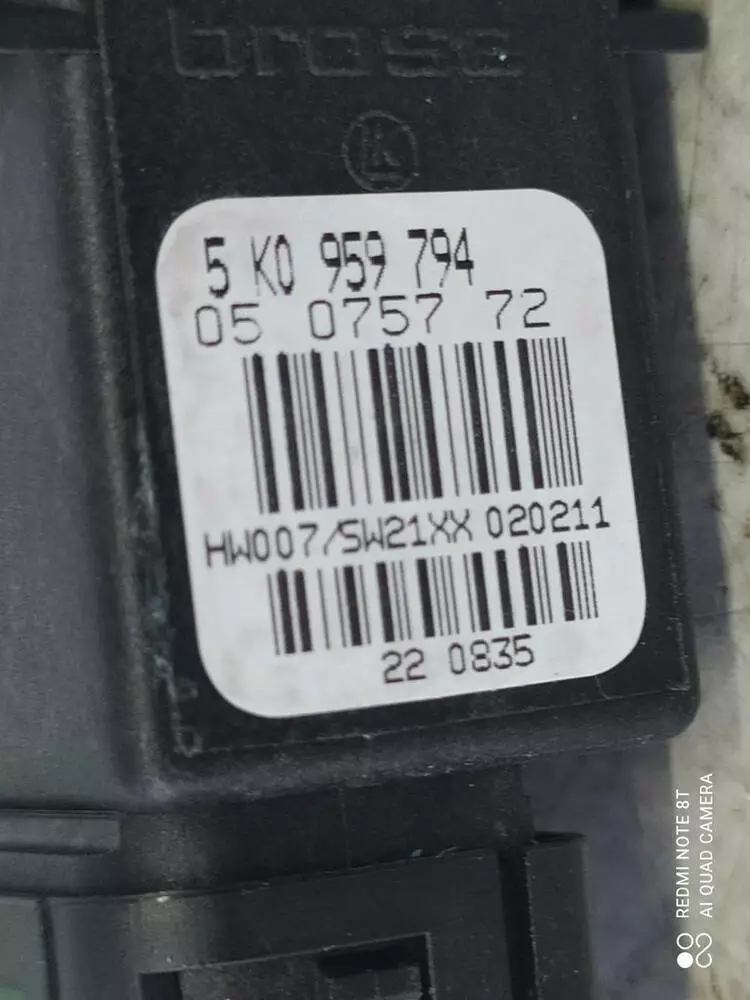 brose
K
5 K0 959 794
05 0757 72
HW007/SW21XX 020211
22 0835
REDMI NOTE 8T
AI QUAD CAMERA